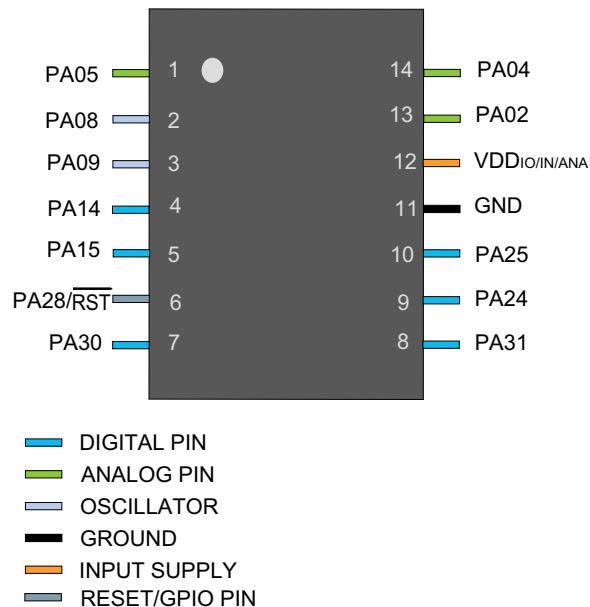 PA05 1 14 PA04
PA08 2 13 PA02
PA09 3 12 VDDIO/IN/ANA
PA14 4 11 GND
PA15 5 10 PA25
PA28/RST 6 9 PA24
PA30 7 8 PA31
DIGITAL PIN
ANALOG PIN
OSCILLATOR
GROUND
INPUT SUPPLY
RESET/GPIO PIN